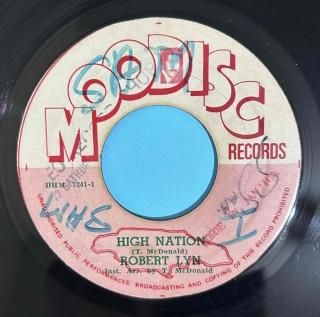 MOODISC
RECORDS
DHM-7241-1
BHM
HIGH NATION
(T. McDonald)
ROBERT LYN
Inst. Arr. by T. McDonald
UNAUTHORISED PUBLIC PERFORMANCES, BROADCASTING AND COPYING OF THIS RECORD PROHIBITED